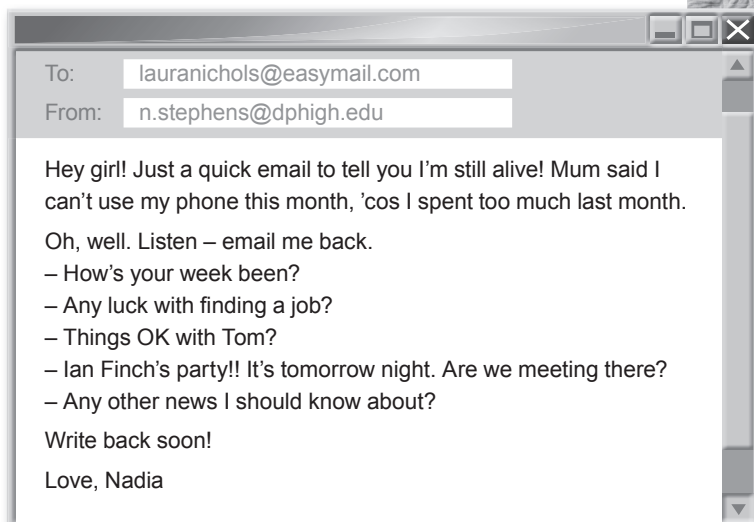 To: lauranichols@easymail.com
From: n.stephens@dphigh.edu
Hey girl! Just a quick email to tell you I’m still alive! Mum said I
can’t use my phone this month, ’cos I spent too much last month.
Oh, well. Listen – email me back.
– How’s your week been?
– Any luck with finding a job?
– Things OK with Tom?
– Ian Finch’s party!! It’s tomorrow night. Are we meeting there?
– Any other news I should know about?
Write back soon!
Love, Nadia